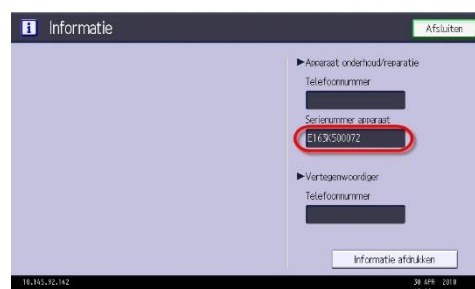 i Informatie
Afsluiten
►Apparaat onderhoud/reparatie
Telefoonnummer
Serienummer apparaat
E163K500072
►Vertegenwoordiger
Telefoonnummer
Informatie afdrukken
10.145.92.142
30 APR 2018